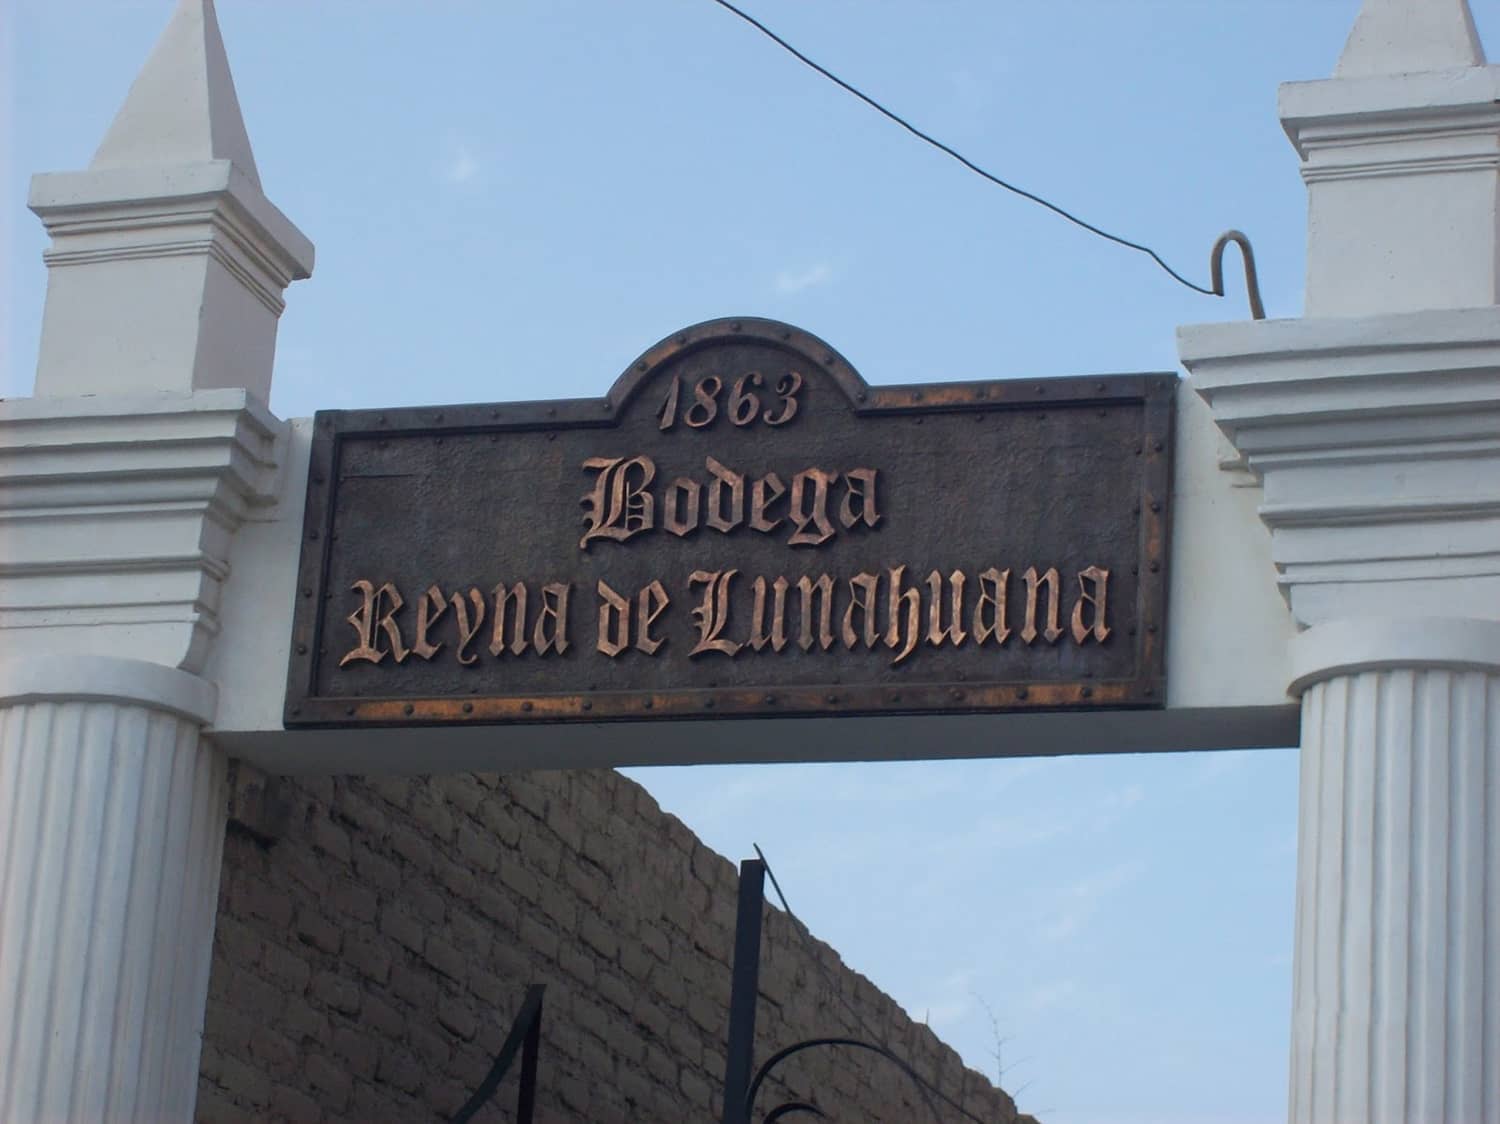 1863
Bodega
Reyna de Lunahuana